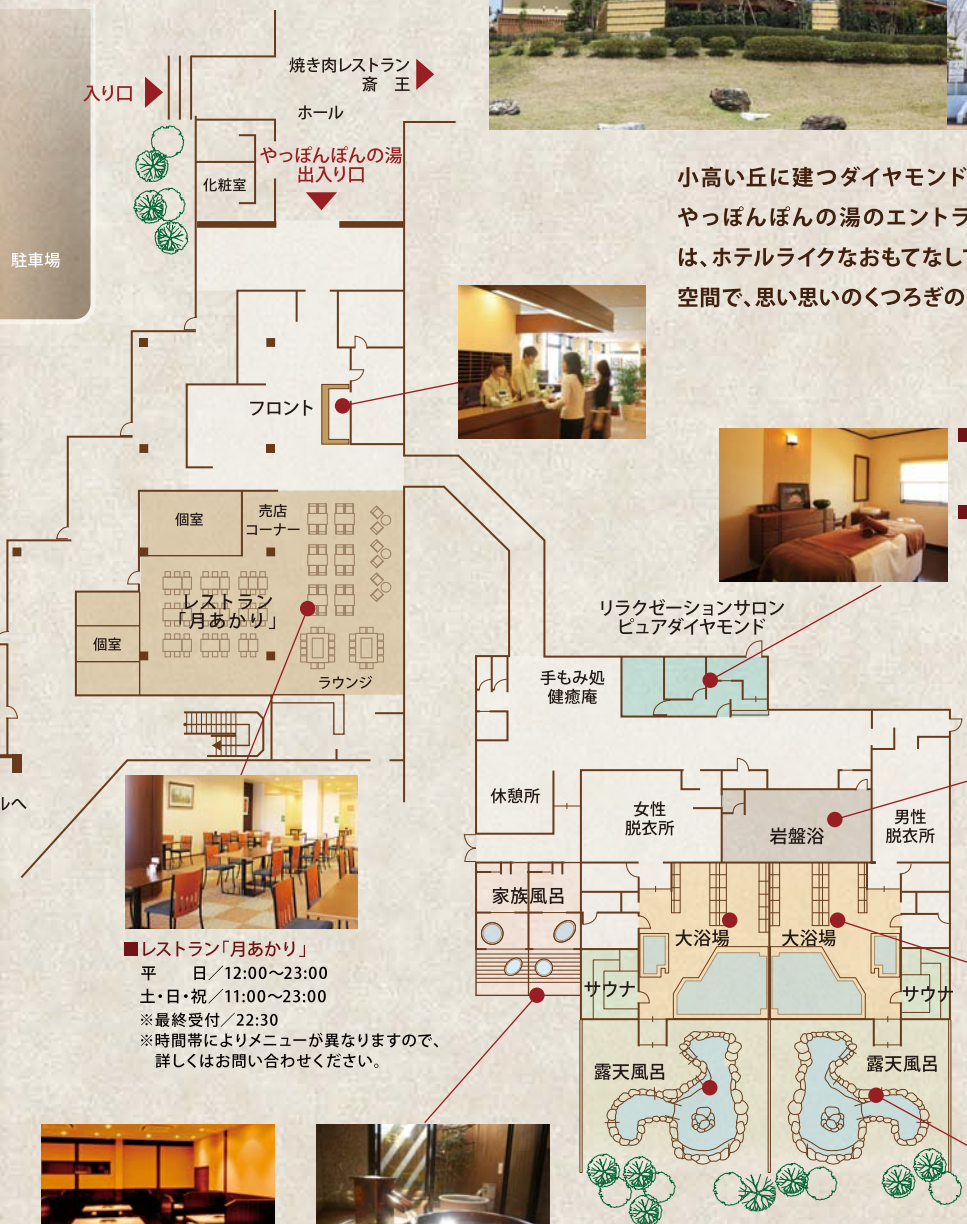 入り口
焼き肉レストラン
斎 王
ホール
やっぽんぽんの湯
出入り口
化粧室
駐車場
小高い丘に建つダイヤモンド
やっぽんぽんの湯のエントラ
は、ホテルライクなおもてなし
空間で、思い思いのくつろぎの
フロント
個室
売店
コーナー
レストラン
「月あかり」
個室
ラウンジ
ルへ
リラクゼーションサロン
ピュアダイヤモンド
手もみ処
健癒庵
休憩所
女性
脱衣所
岩盤浴
男性
脱衣所
家族風呂
大浴場
大浴場
サウナ
サウナ
露天風呂
露天風呂
■レストラン「月あかり」
平 日／12:00～23:00
土・日・祝／11:00～23:00
※最終受付／22:30
※時間帯によりメニューが異なりますので、
詳しくはお問い合わせください。